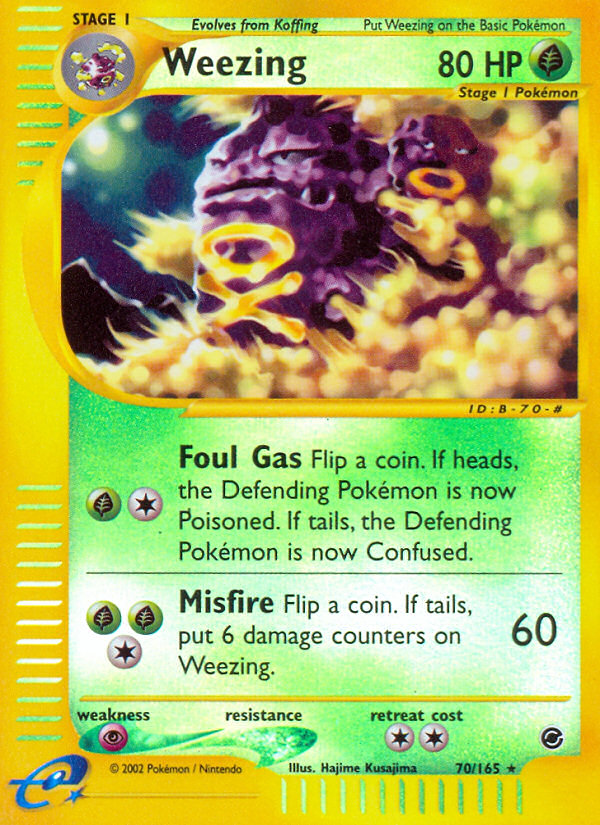 STAGE 1
Evolves from Koffing
Put Weezing on the Basic Pokémon
Weezing
80 HP
Stage 1 Pokémon
ID:B-70-#
Foul Gas Flip a coin. If heads,
the Defending Pokémon is now
Poisoned. If tails, the Defending
Pokémon is now Confused.
Misfire Flip a coin. If tails,
put 6 damage counters on
Weezing.
60
weakness
resistance
retreat cost
© 2002 Pokémon / Nintendo
Illus. Hajime Kusajima
70/165 ★
e